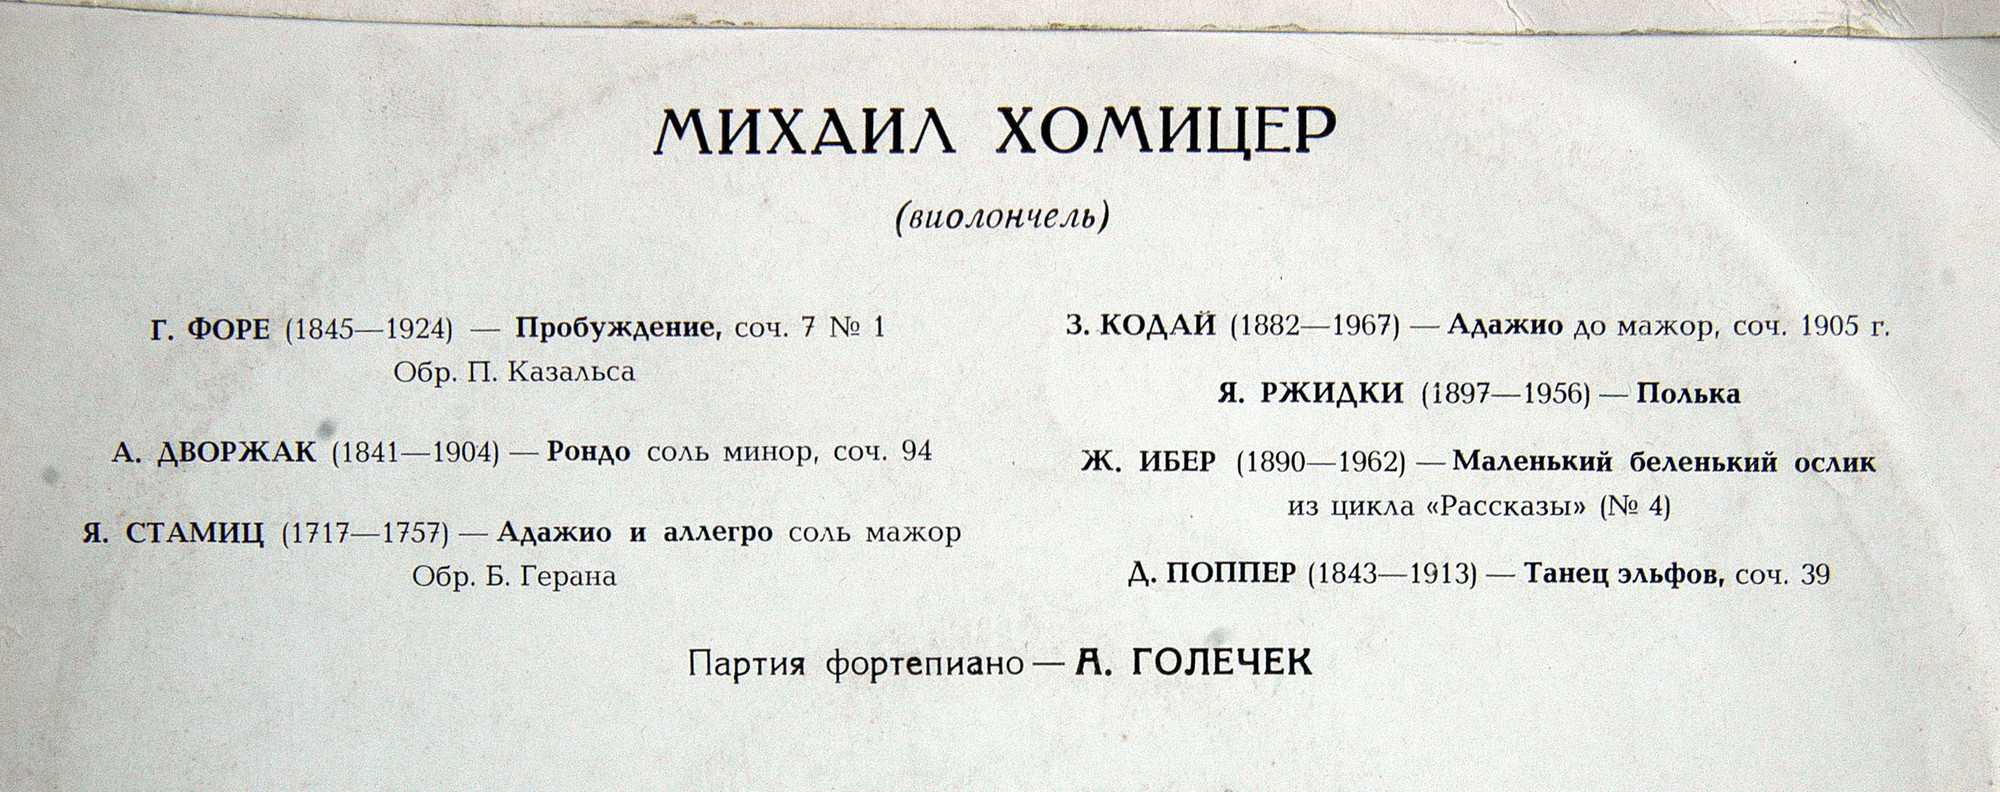 МИХАИЛ ХОМИЦЕР
(виолончель)
Г. ФОРЕ (1845—1924) — Пробуждение, соч. 7 № 1
Обр. П. Казальса
А. ДВОРЖАК (1841—1904) — Рондо соль минор, соч. 94
Я. СТАМИЦ (1717—1757) — Адажио и аллегро соль мажор
Обр. Б. Герана
З. КОДАЙ (1882—1967) — Адажио до мажор, соч. 1905 г.
Я. РЖИДКИ (1897—1956) — Полька
Ж. ИБЕР (1890—1962) — Маленький беленький ослик
из цикла «Рассказы» (№ 4)
Д. ПОППЕР (1843—1913) — Танец эльфов, соч. 39
Партия фортепиано — А. ГОЛЕЧЕК